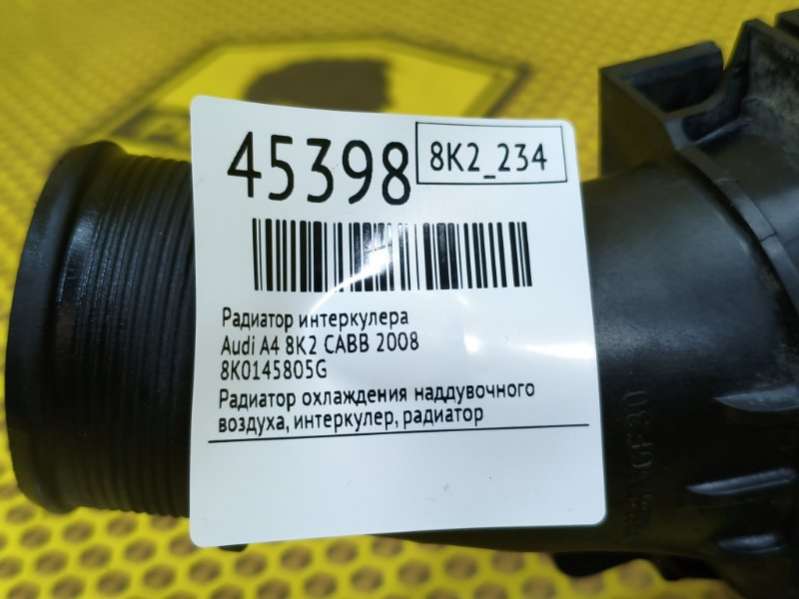 45398
8K2_234
Радиатор интеркулера
Audi A4 8K2 CABB 2008
8K0145805G
Радиатор охлаждения наддувочного
воздуха, интеркулер, радиатор